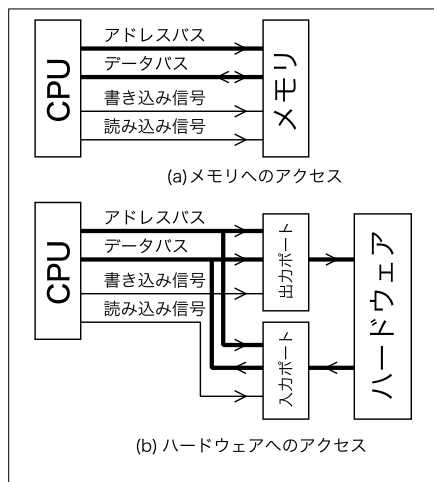 CPU
アドレスバス
データバス
書き込み信号
読み込み信号
メモリ
(a)メモリへのアクセス
CPU
アドレスバス
データバス
書き込み信号
読み込み信号
出力ポート
入力ポート
ハードウェア
(b) ハードウェアへのアクセス